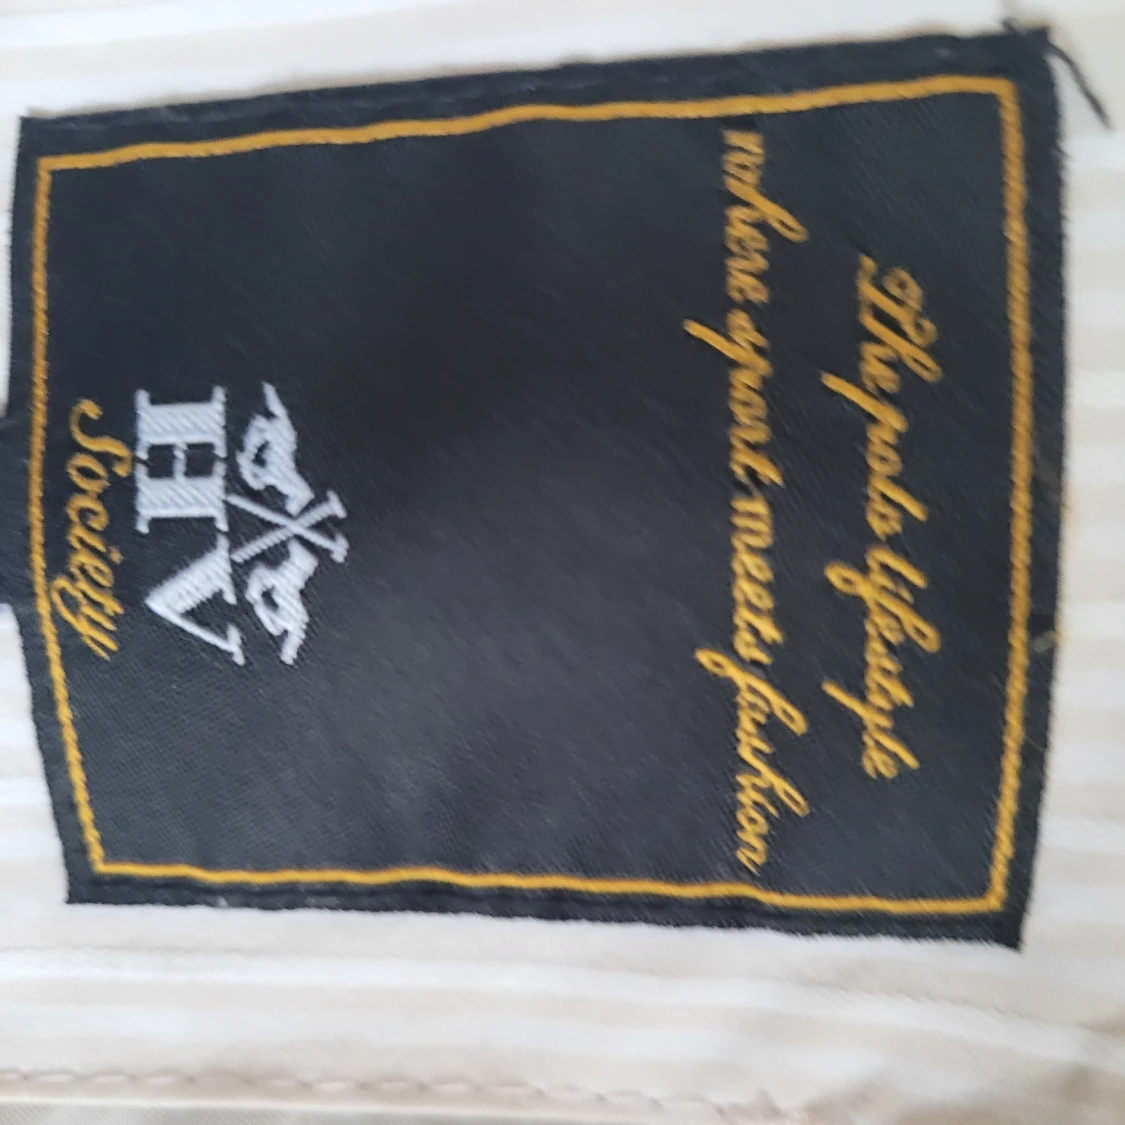 The polo lifestyle
where sport meets fashion
HV
Society